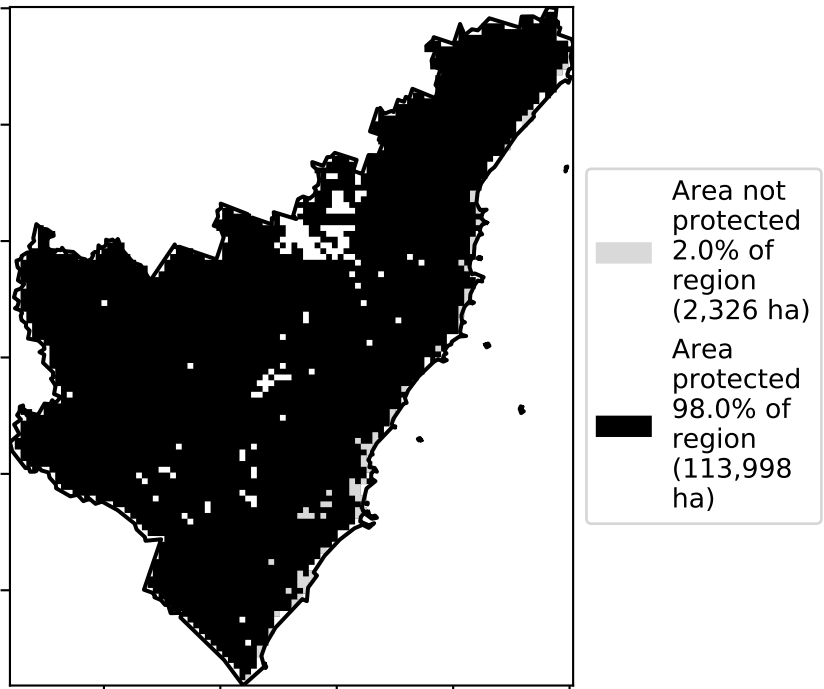 Area not
protected
2.0% of
region
(2,326 ha)
Area
protected
98.0% of
region
(113,998
ha)